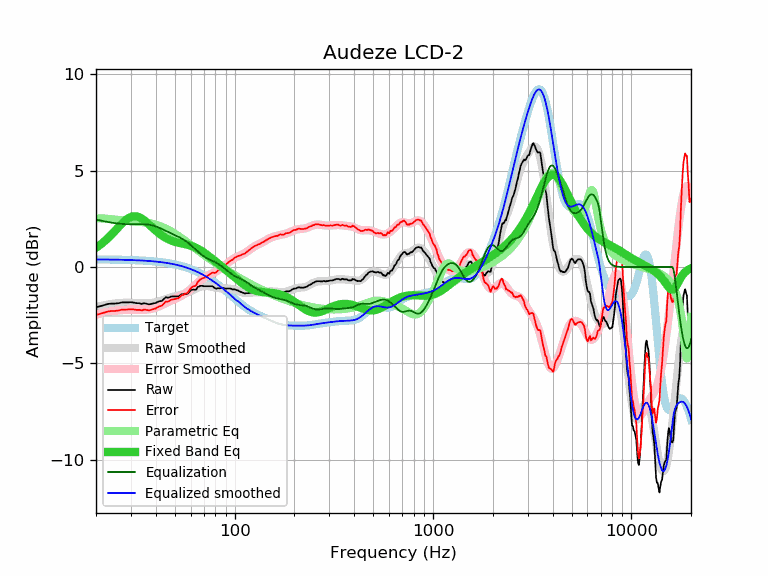 Audeze LCD-2
Amplitude (dBr)
10
5
0
−5
−10
Target
Raw Smoothed
Error Smoothed
Raw
Error
Parametric Eq
Fixed Band Eq
Equalization
Equalized smoothed
100
1000
10000
Frequency (Hz)